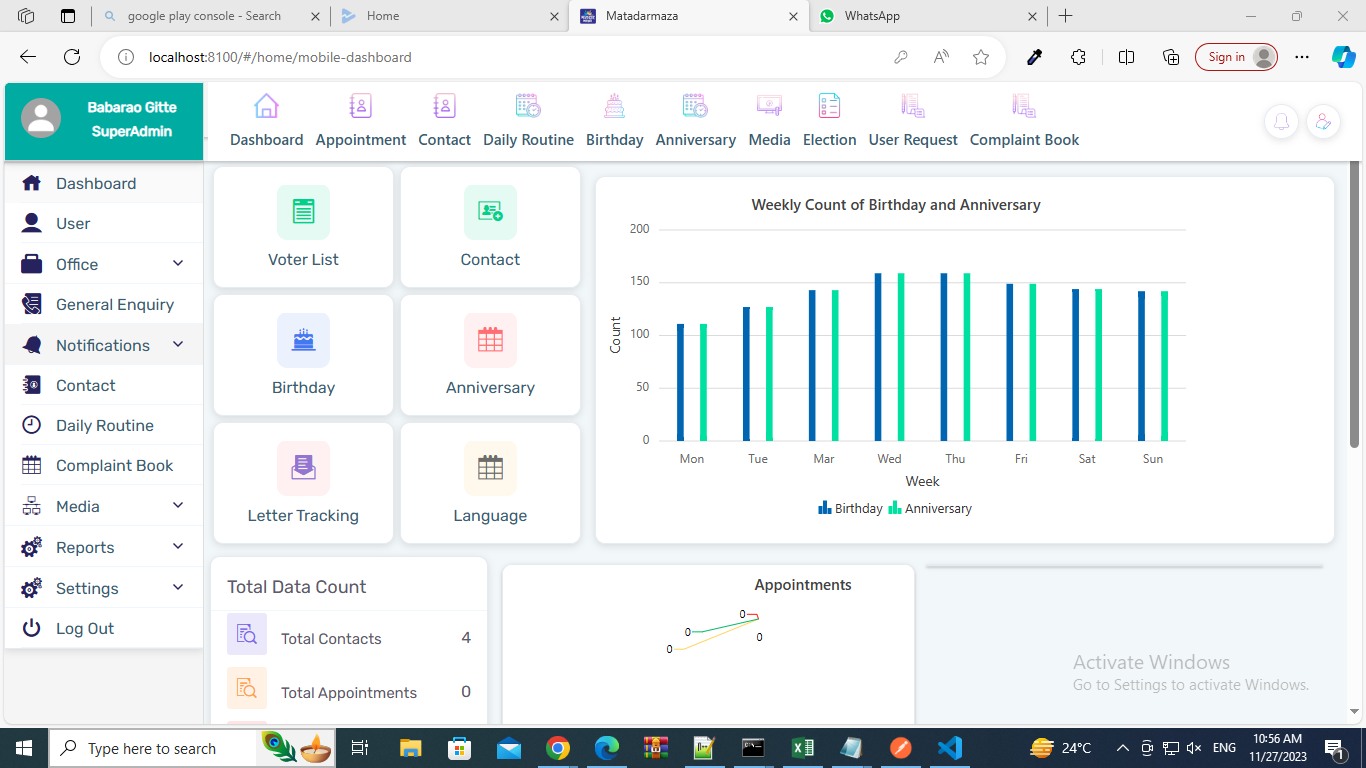 google play console - Search
Home
Matadarmaza
WhatsApp
localhost:8100/#/home/mobile-dashboard
Sign in
Babarao Gitte
SuperAdmin
Dashboard
Appointment
Contact
Daily Routine
Birthday
Anniversary
Media
Election
User Request
Complaint Book
Dashboard
User
Office
General Enquiry
Notifications
Contact
Daily Routine
Complaint Book
Media
Reports
Settings
Log Out
Voter List
Contact
Birthday
Anniversary
Letter Tracking
Language
Weekly Count of Birthday and Anniversary
200
150
100
50
0
Count
Mon
Tue
Mar
Wed
Thu
Fri
Sat
Sun
Week
Birthday
Anniversary
Total Data Count
Total Contacts 4
Total Appointments 0
Appointments
0
0
0
0
Activate Windows
Go to Settings to activate Windows.
Type here to search
24°C
ENG
10:56 AM
11/27/2023
1